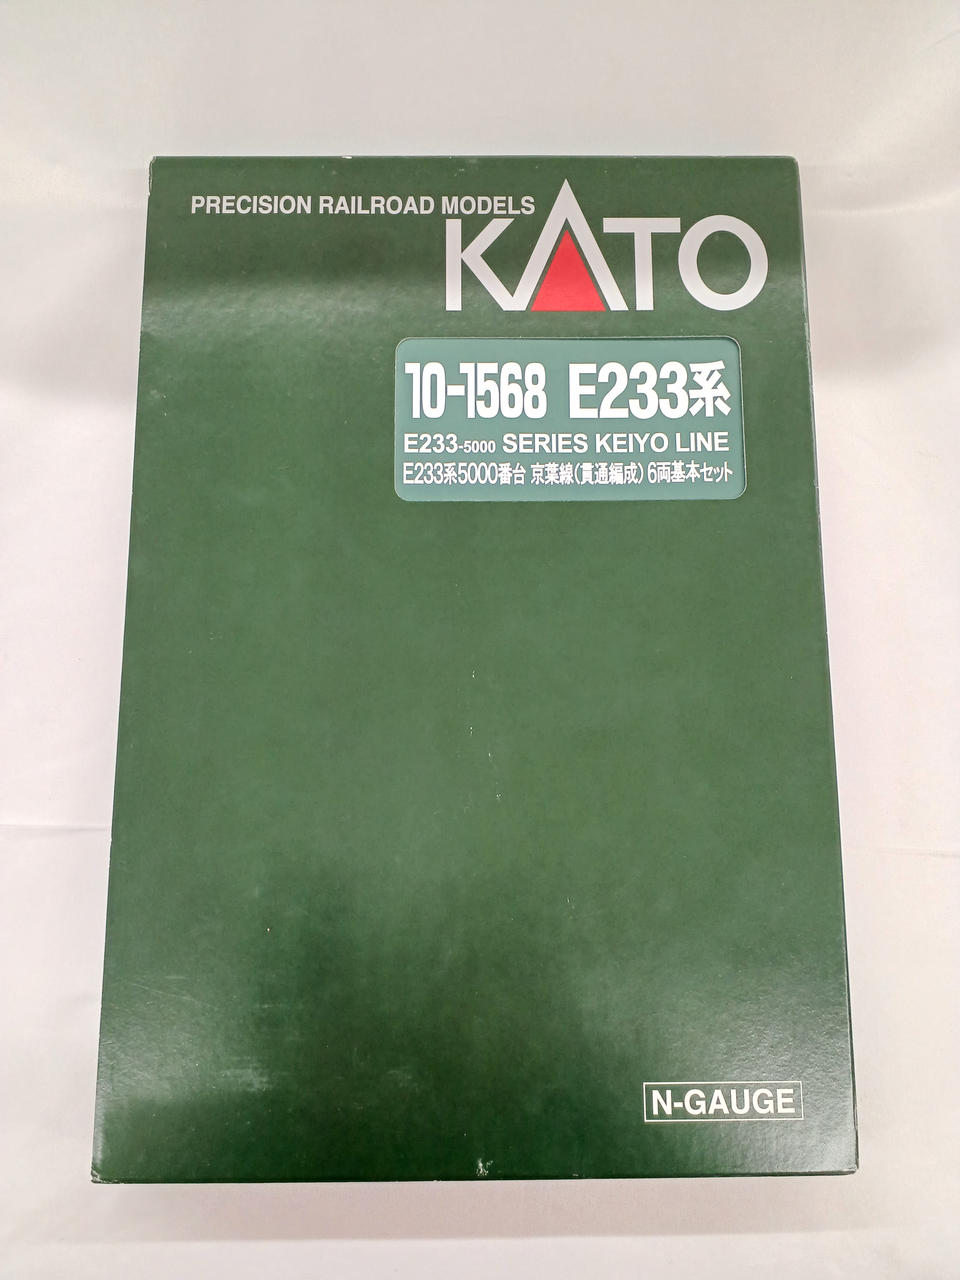 PRECISION RAILROAD MODELS
KATO
10-1568 E233系
E233-5000 SERIES KEIYO LINE
E233系5000番台 京葉線(貫通編成)6両基本セット
N-GAUGE